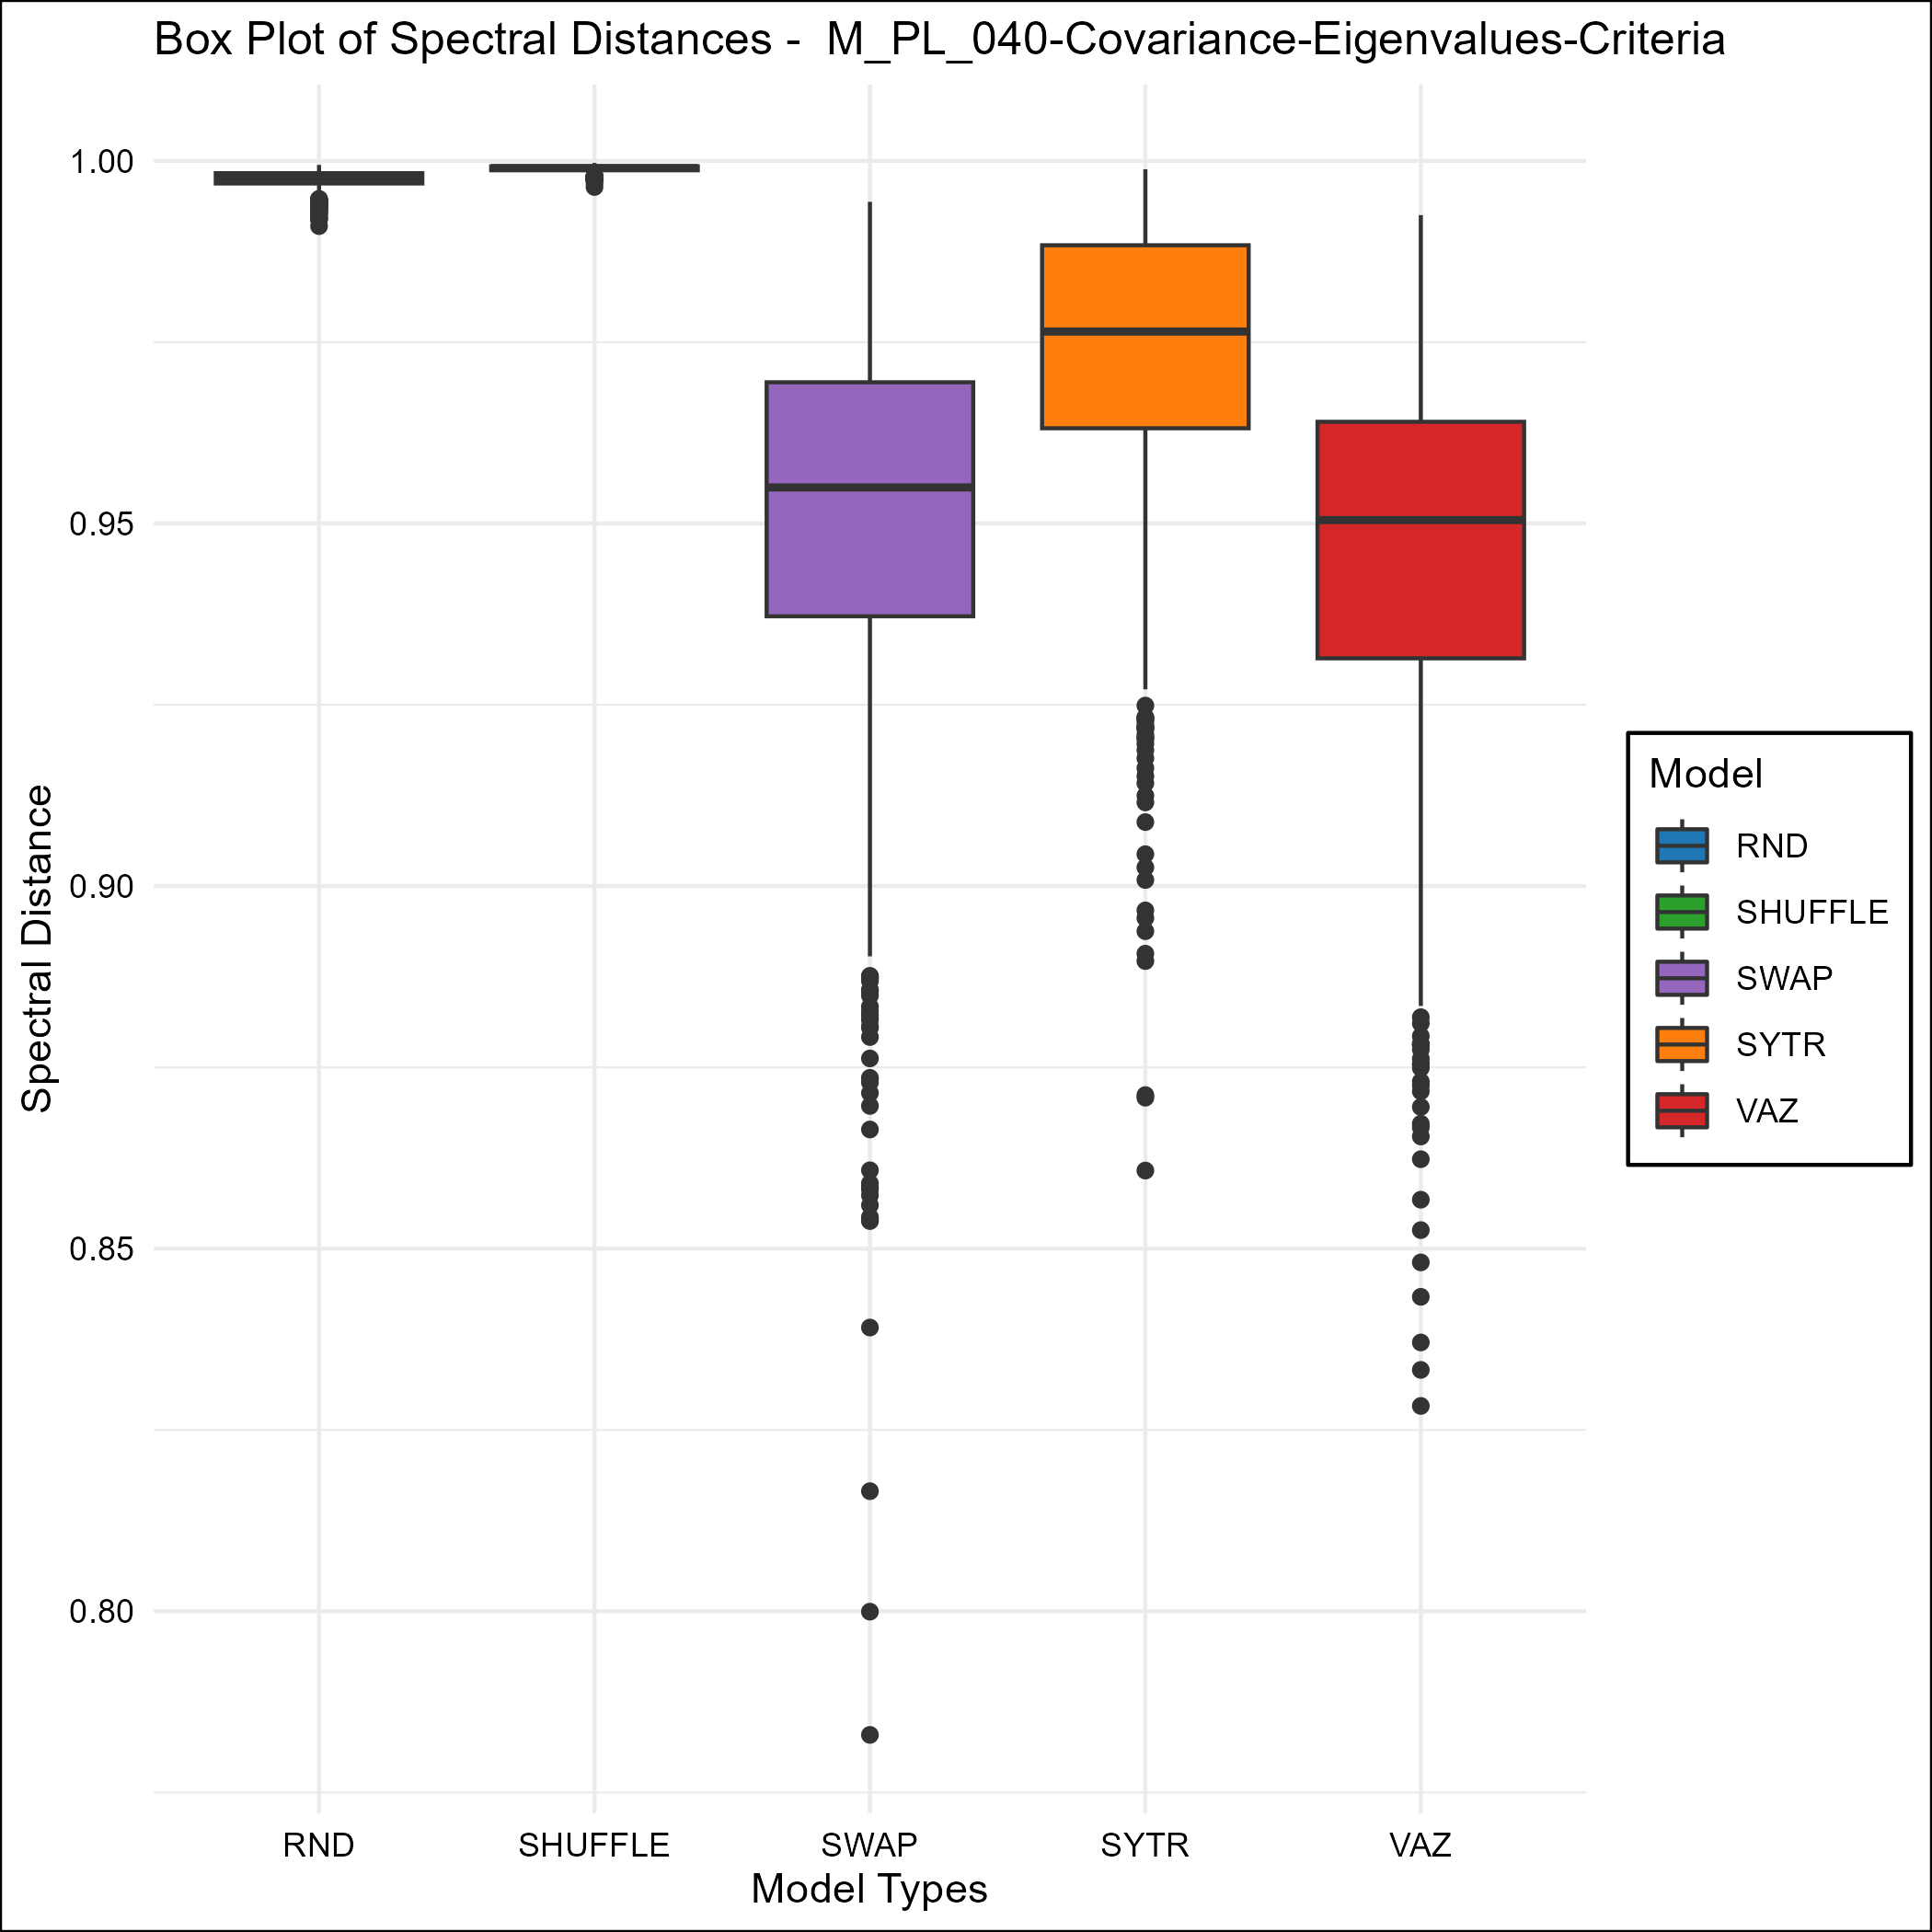 Box Plot of Spectral Distances -  M_PL_040-Covariance-Eigenvalues-Criteria
1.00
0.95
0.90
0.85
0.80
Spectral Distance
RND
SHUFFLE
SWAP
SYTR
VAZ
Model Types
Model
RND
SHUFFLE
SWAP
SYTR
VAZ